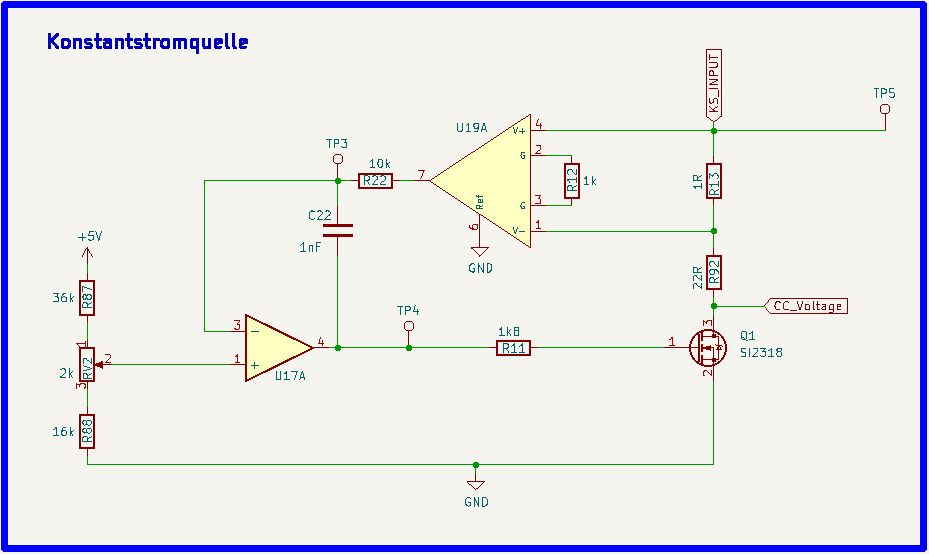 Konstantstromquelle
KS_INPUT
TP5
U19A
V+
4
TP3
10k
R22
7
G
2
R12
1k
1R
R13
G
3
Ref
6
V-
1
C22
1nF
GND
+5V
22R
R92
36k
R87
CC_Voltage
TP4
3
−
4
1k8
R11
1
3
Q1
SI2318
2
1
2
2k
RV2
3
1
+
U17A
16k
R88
GND